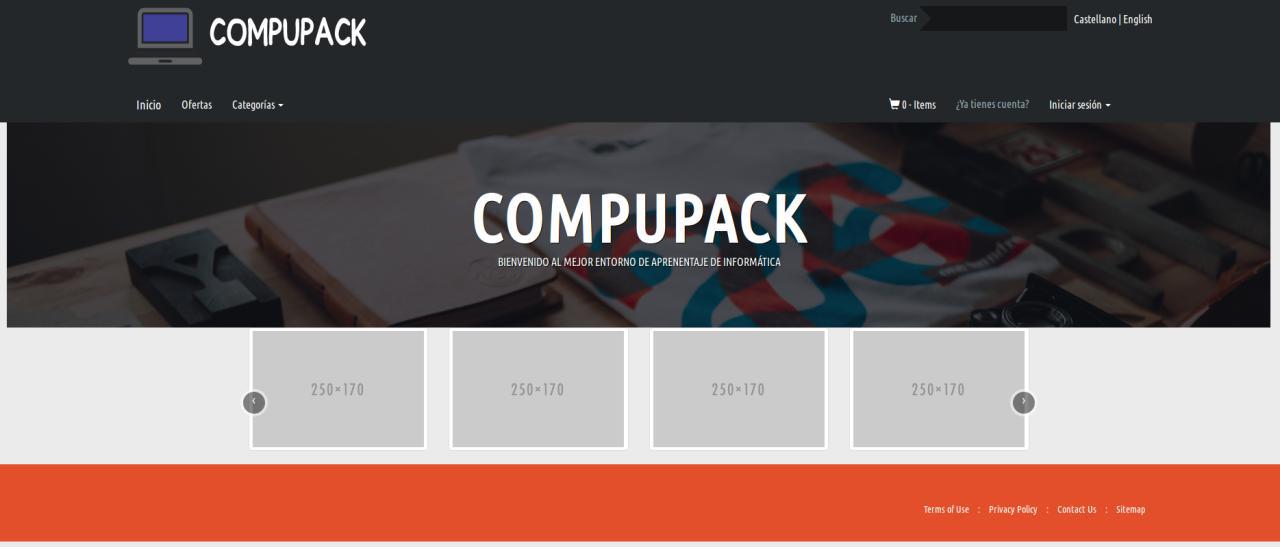 COMPUPACK
Buscar
Castellano | English
Inicio Ofertas Categorías
0 - Items ¿Ya tienes cuenta? Iniciar sesión
COMPUPACK
BIENVENIDO AL MEJOR ENTORNO DE APRENENTAJE DE INFORMÁTICA
250×170 250×170 250×170 250×170
Terms of Use : Privacy Policy : Contact Us : Sitemap